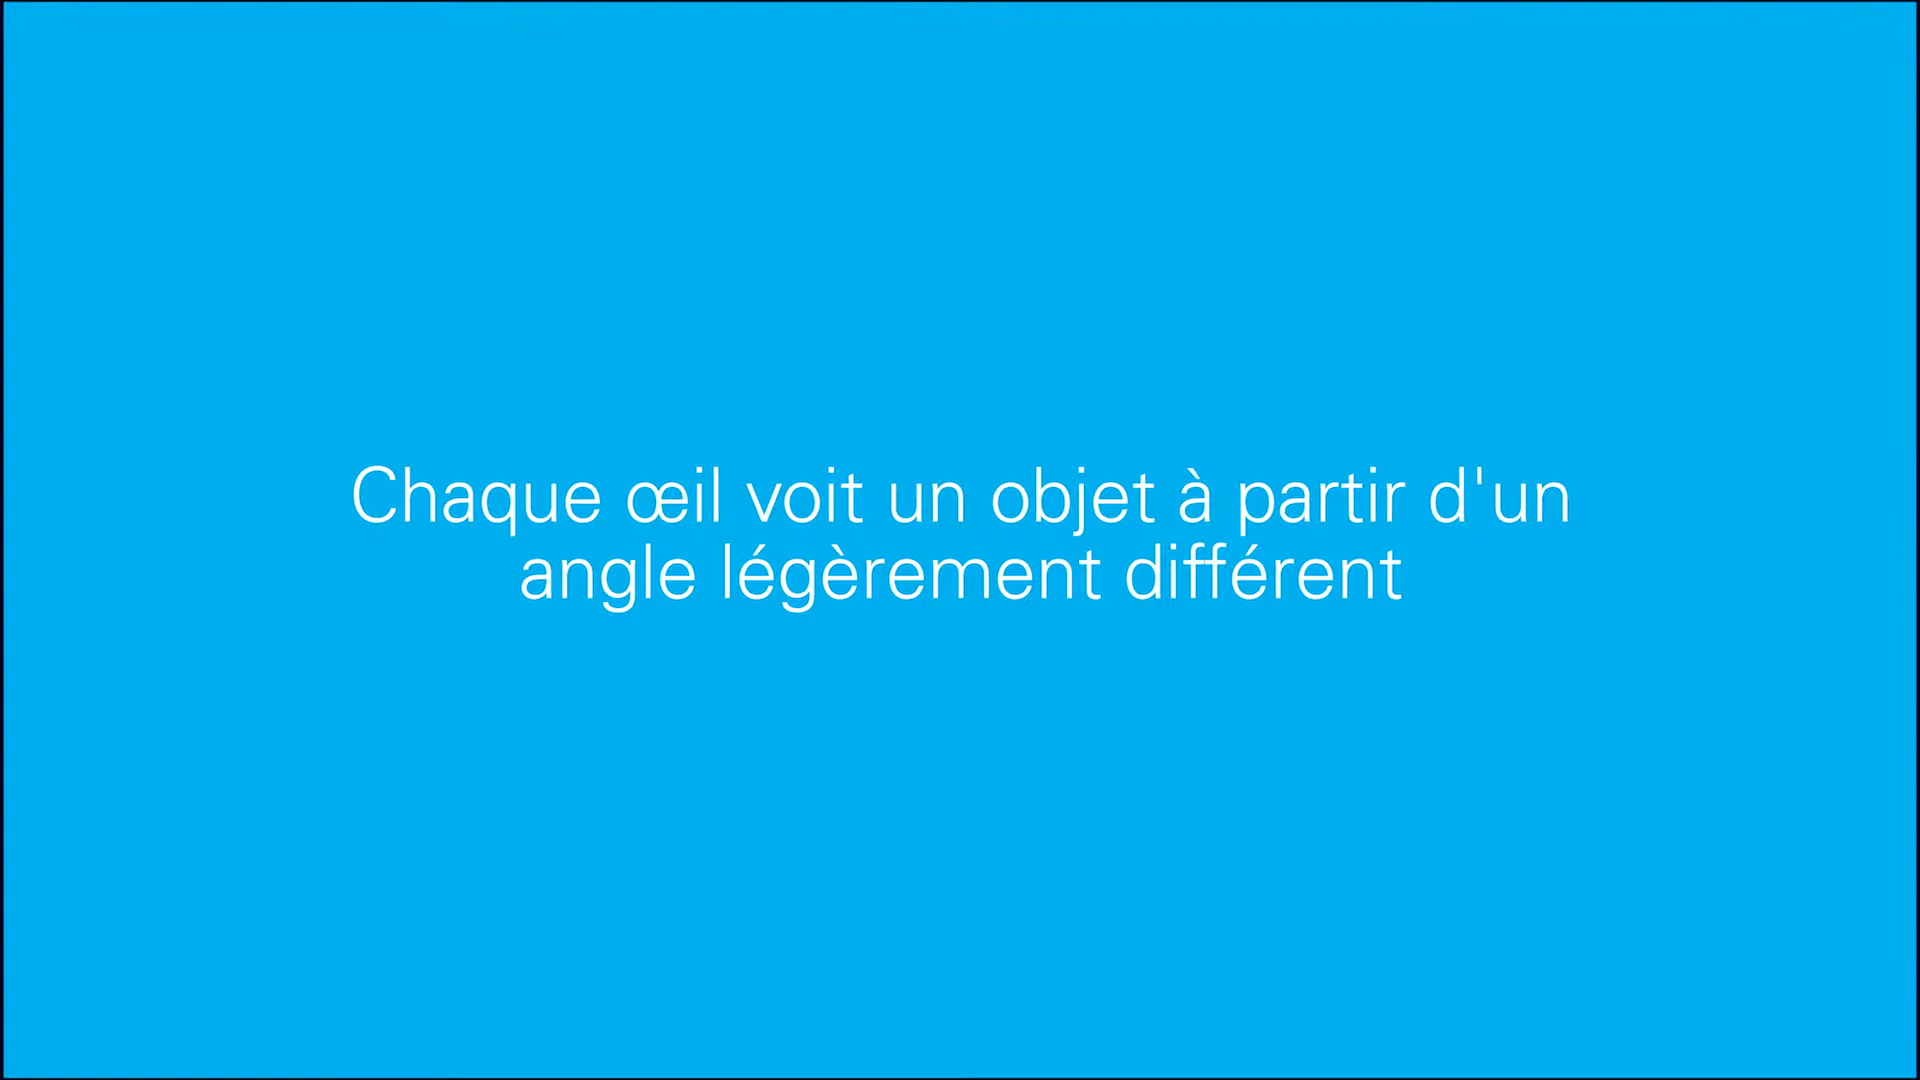 Chaque œil voit un objet à partir d'un
angle légèrement différent